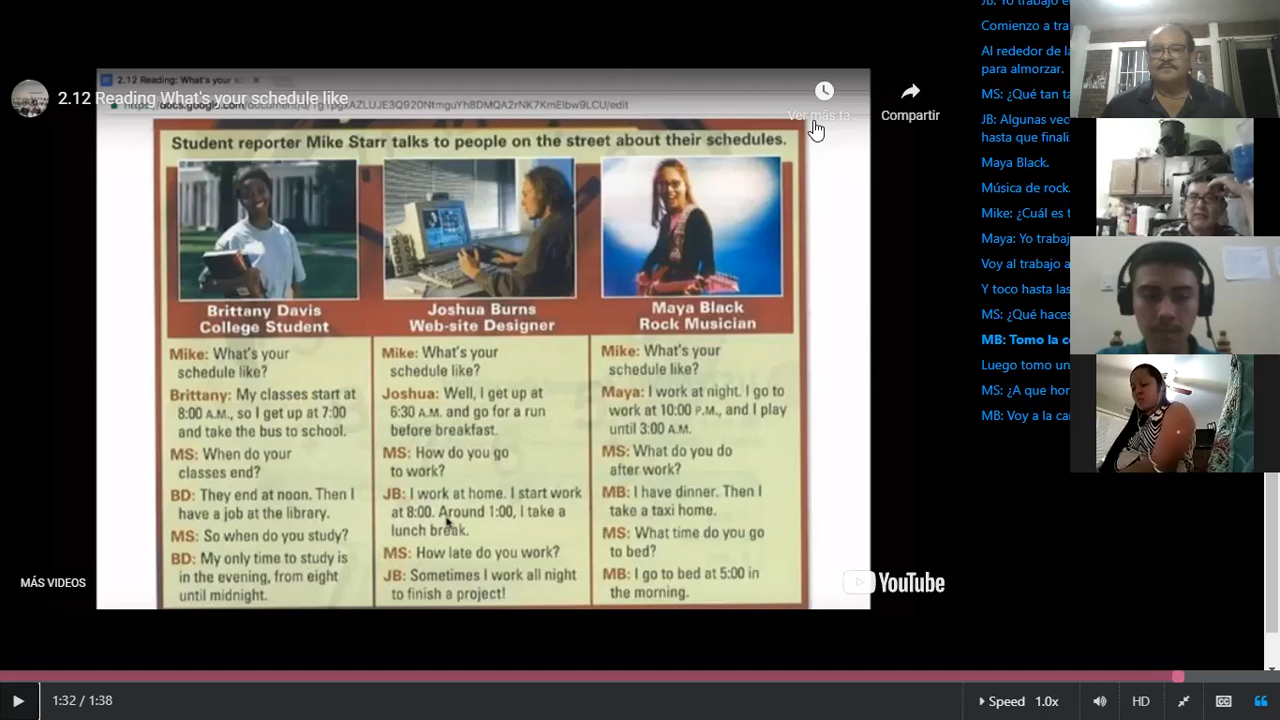 2.12 Reading: What's your
2.12 Reading What's your schedule like
Ver más ta
Compartir
Student reporter Mike Starr talks to people on the street about their schedules.
Brittany Davis
College Student
Mike: What's your
schedule like?
Brittany: My classes start at
8:00 A.M., so I get up at 7:00
and take the bus to school.
MS: When do your
classes end?
BD: They end at noon. Then I
have a job at the library.
MS: So when do you study?
BD: My only time to study is
in the evening, from eight
until midnight.
Joshua Burns
Web-site Designer
Mike: What's your
schedule like?
Joshua: Well, I get up at
6:30 A.M. and go for a run
before breakfast.
MS: How do you go
to work?
JB: I work at home. I start work
at 8:00. Around 1:00, I take a
lunch break.
MS: How late do you work?
JB: Sometimes I work all night
to finish a project!
Maya Black
Rock Musician
Mike: What's your
schedule like?
Maya: I work at night. I go to
work at 10:00 P.M., and I play
until 3:00 A.M.
MS: What do you do
after work?
MB: I have dinner. Then I
take a taxi home.
MS: What time do you go
to bed?
MB: I go to bed at 5:00 in
the morning.
MÁS VIDEOS
YouTube
JB: Yo trabajo e
Comienzo a tra
Al rededor de la
para almorzar.
MS: ¿Qué tan ta
JB: Algunas vec
hasta que finali
Maya Black.
Música de rock.
Mike: ¿Cuál es t
Maya: Yo trabaj
Voy al trabajo a
Y toco hasta las
MS: ¿Qué haces
MB: Tomo la ce
Luego tomo un
MS: ¿A que hor
MB: Voy a la ca
1:32 / 1:38
Speed 1.0x
HD
CC